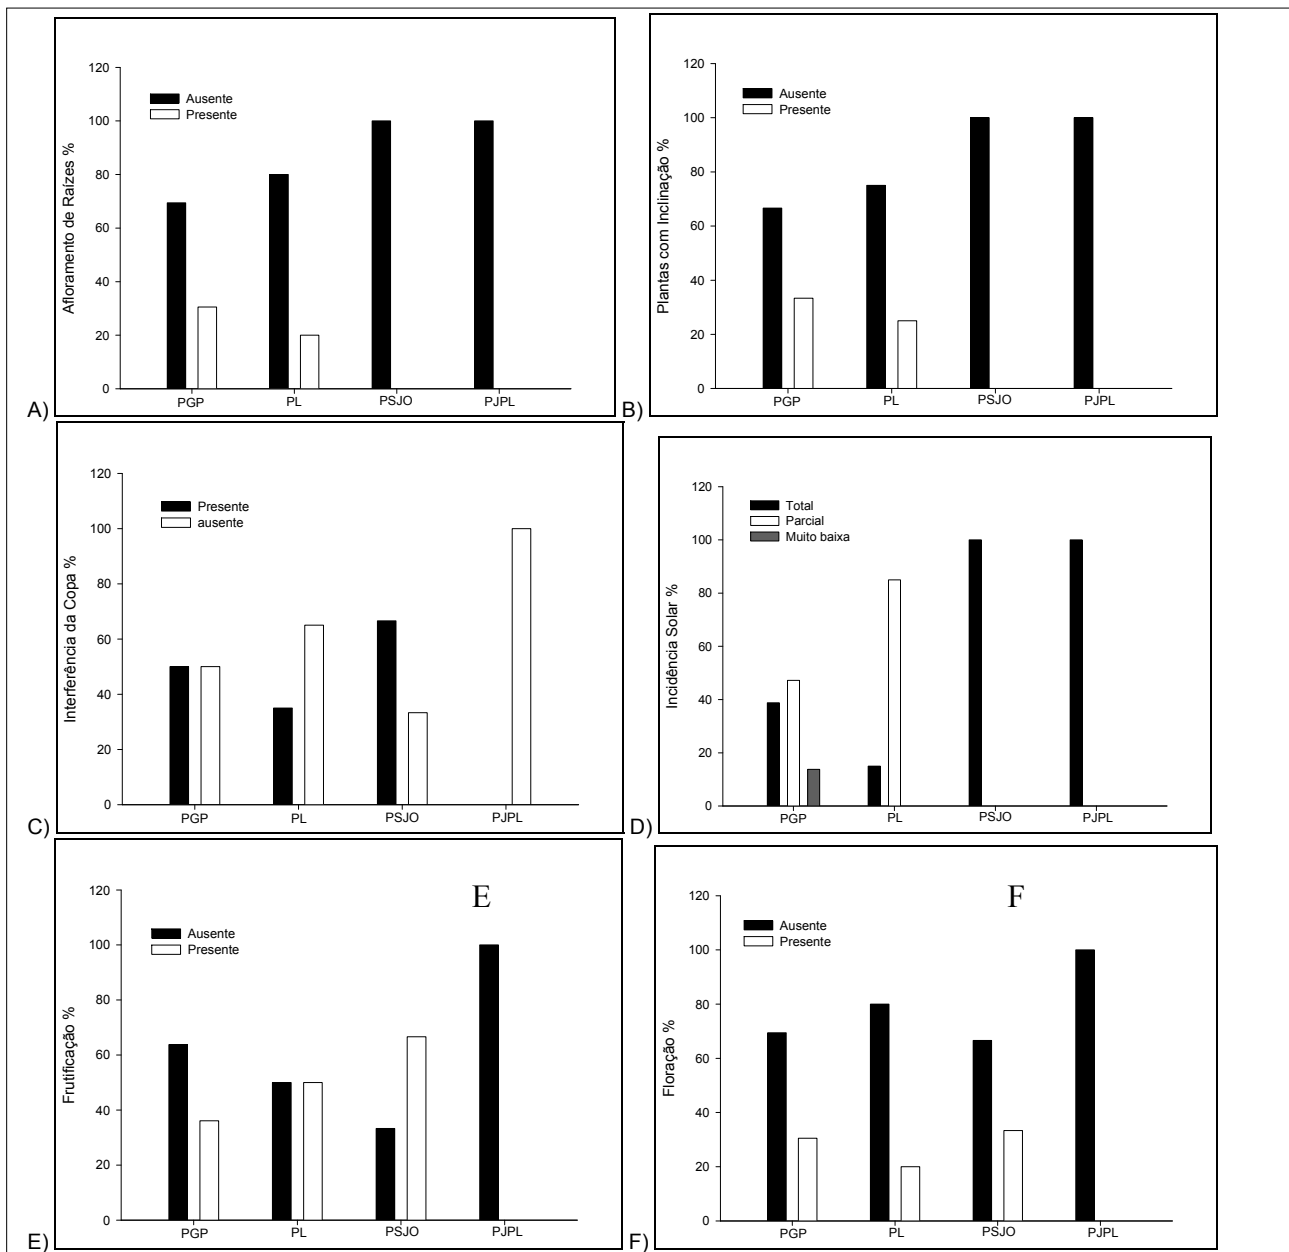 Afloramento de Raízes %
120
100
80
60
40
20
0
Ausente
Presente
PGP PL PSJO PJPL
A)
Plantas com Inclinação %
120
100
80
60
40
20
0
Ausente
Presente
PGP PL PSJO PJPL
B)
Interferência da Copa %
120
100
80
60
40
20
0
Presente
ausente
PGP PL PSJO PJPL
C)
Incidência Solar %
120
100
80
60
40
20
0
Total
Parcial
Muito baixa
PGP PL PSJO PJPL
D)
E
Frutificação %
120
100
80
60
40
20
0
Ausente
Presente
PGP PL PSJO PJPL
E)
F
Floração %
120
100
80
60
40
20
0
Ausente
Presente
PGP PL PSJO PJPL
F)